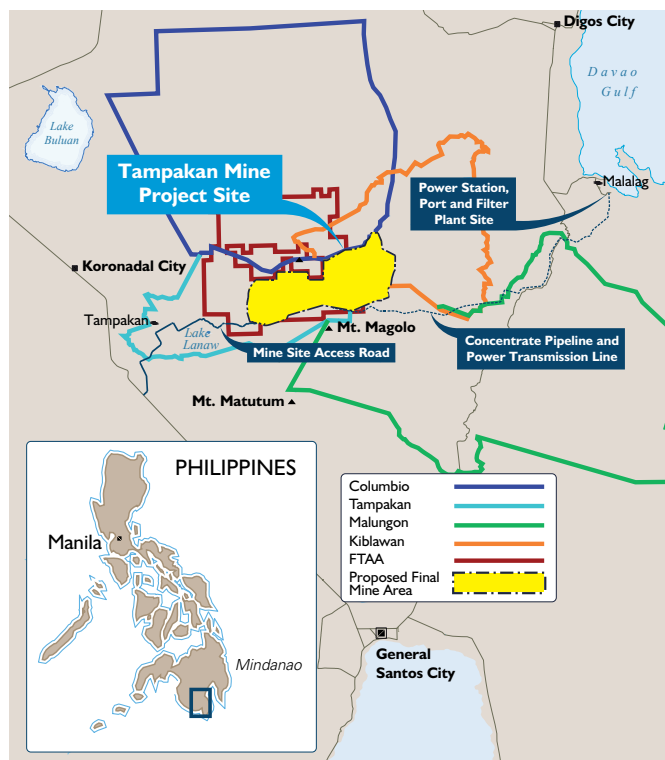 Digos City
Davao
Gulf
Lake
Buluan
Tampakan Mine
Project Site
Power Station,
Port and Filter
Plant Site
Malalag
Koronadal City
Tampakan
Lake
Lanaw
Mt. Magolo
Mine Site Access Road
Concentrate Pipeline and
Power Transmission Line
Mt. Matutum
PHILIPPINES
Manila
Mindanao
Columbio
Tampakan
Malungon
Kiblawan
FTAA
Proposed Final
Mine Area
General
Santos City